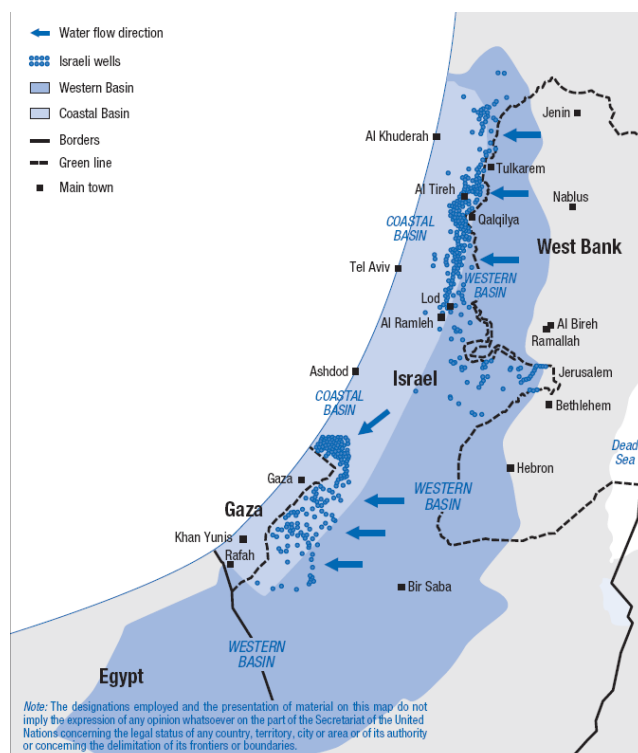 Water flow direction
Israeli wells
Western Basin
Coastal Basin
Borders
Green line
Main town
Jenin
Al Khuderah
Tulkarem
Al Tireh
Nablus
Qalqilya
COASTAL
BASIN
West Bank
Tel Aviv
WESTERN
BASIN
Lod
Al Ramleh
Al Bireh
Ramallah
Ashdod
Israel
Jerusalem
COASTAL
BASIN
Bethlehem
Dead
Sea
Hebron
Gaza
WESTERN
BASIN
Gaza
Khan Yunis
Rafah
Bir Saba
WESTERN
BASIN
Egypt
Note: The designations employed and the presentation of material on this map do not
imply the expression of any opinion whatsoever on the part of the Secretariat of the United
Nations concerning the legal status of any country, territory, city or area or of its authority
or concerning the delimitation of its frontiers or boundaries.